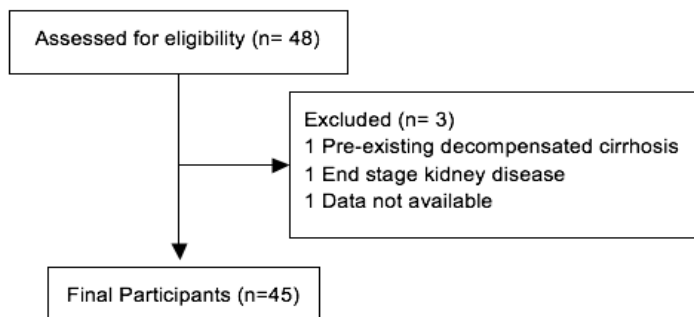 Assessed for eligibility (n= 48)
Excluded (n= 3)
1 Pre-existing decompensated cirrhosis
1 End stage kidney disease
1 Data not available
Final Participants (n=45)